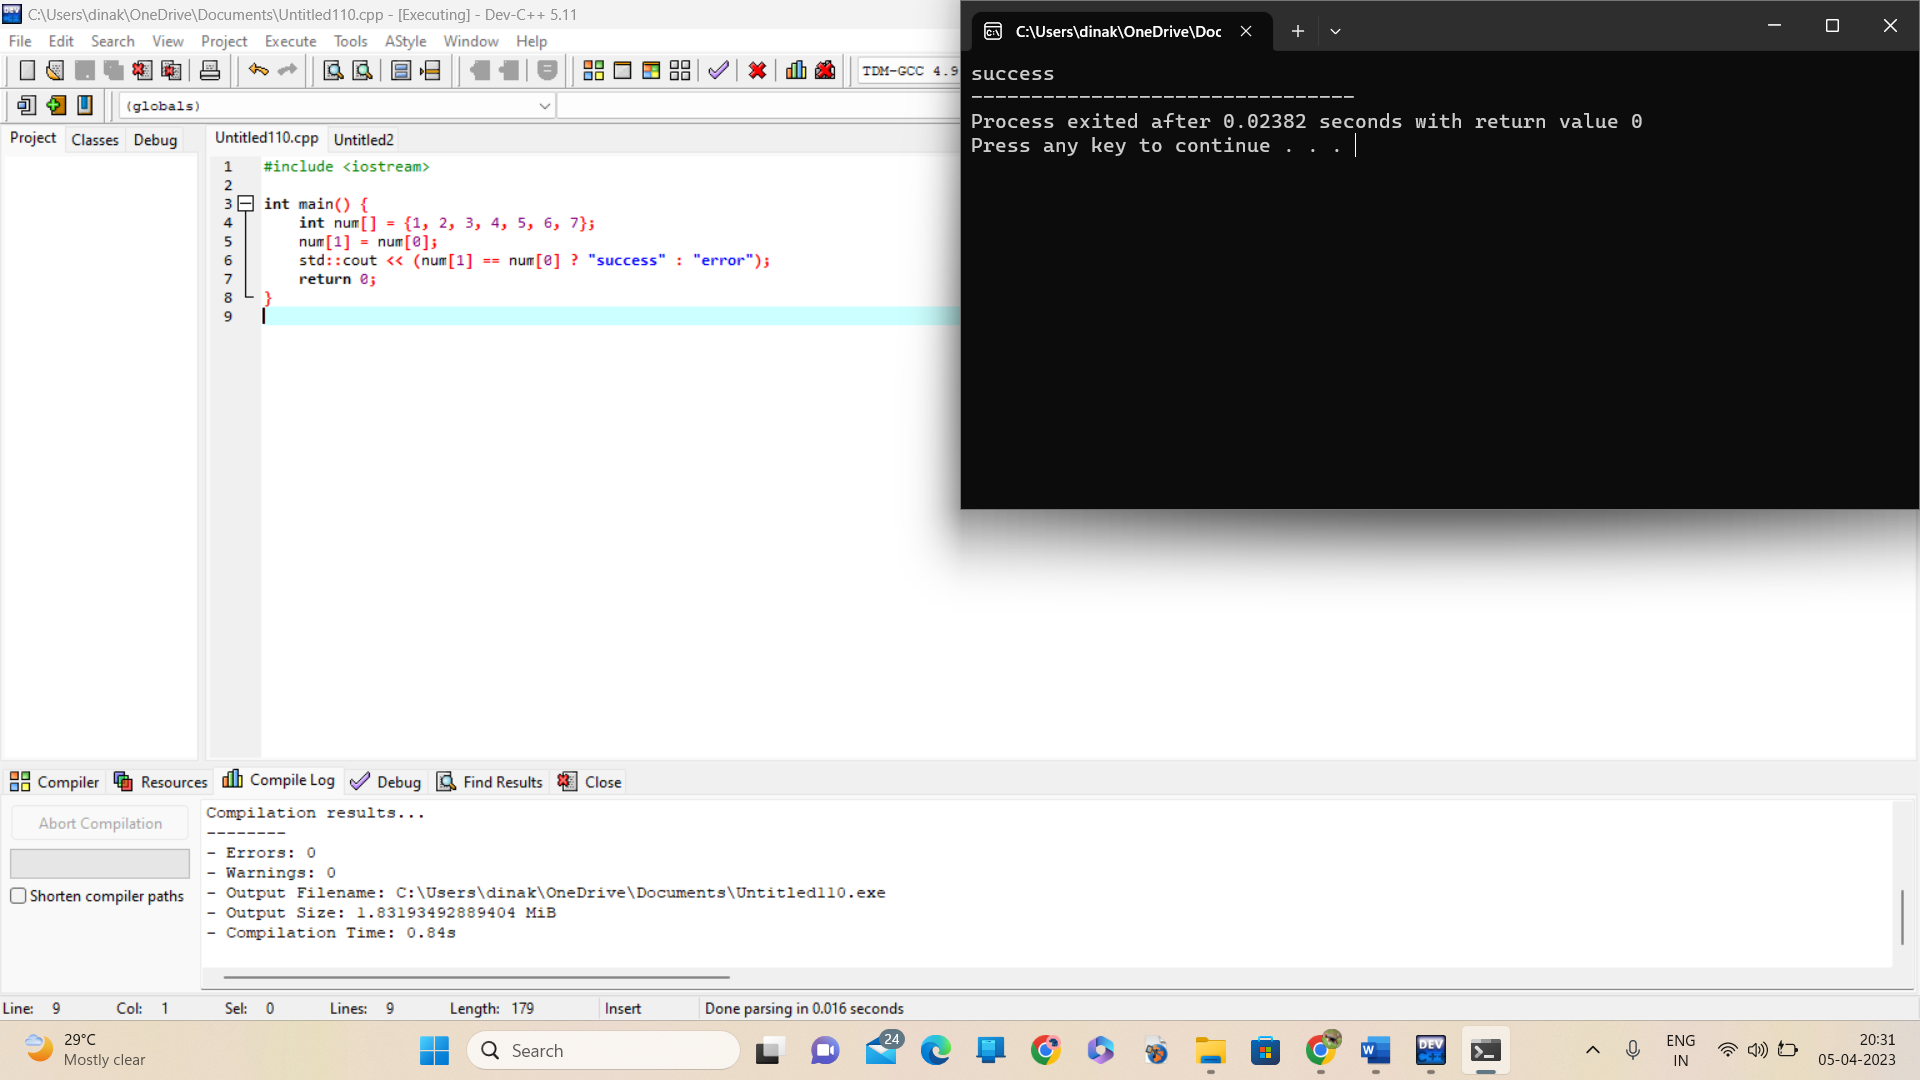 C:\Users\dinak\OneDrive\Documents\Untitled110.cpp - [Executing] - Dev-C++ 5.11
File Edit Search View Project Execute Tools AStyle Window Help
TDM-GCC 4.9
(globals)
Project Classes Debug
Untitled110.cpp Untitled2
1 #include <iostream>
2
3 int main() {
4 int num[] = {1, 2, 3, 4, 5, 6, 7};
5 num[1] = num[0];
6 std::cout << (num[1] == num[0] ? "success" : "error");
7 return 0;
8 }
9
C:\Users\dinak\OneDrive\Doc
success
--------------------------------
Process exited after 0.02382 seconds with return value 0
Press any key to continue . . .
Compiler Resources Compile Log Debug Find Results Close
Abort Compilation
Shorten compiler paths
Compilation results...
--------
- Errors: 0
- Warnings: 0
- Output Filename: C:\Users\dinak\OneDrive\Documents\Untitled110.exe
- Output Size: 1.83193492889404 MiB
- Compilation Time: 0.84s
Line: 9 Col: 1 Sel: 0 Lines: 9 Length: 179 Insert Done parsing in 0.016 seconds
29°C
Mostly clear
Search
24
DEV
C++
ENG
IN
20:31
05-04-2023